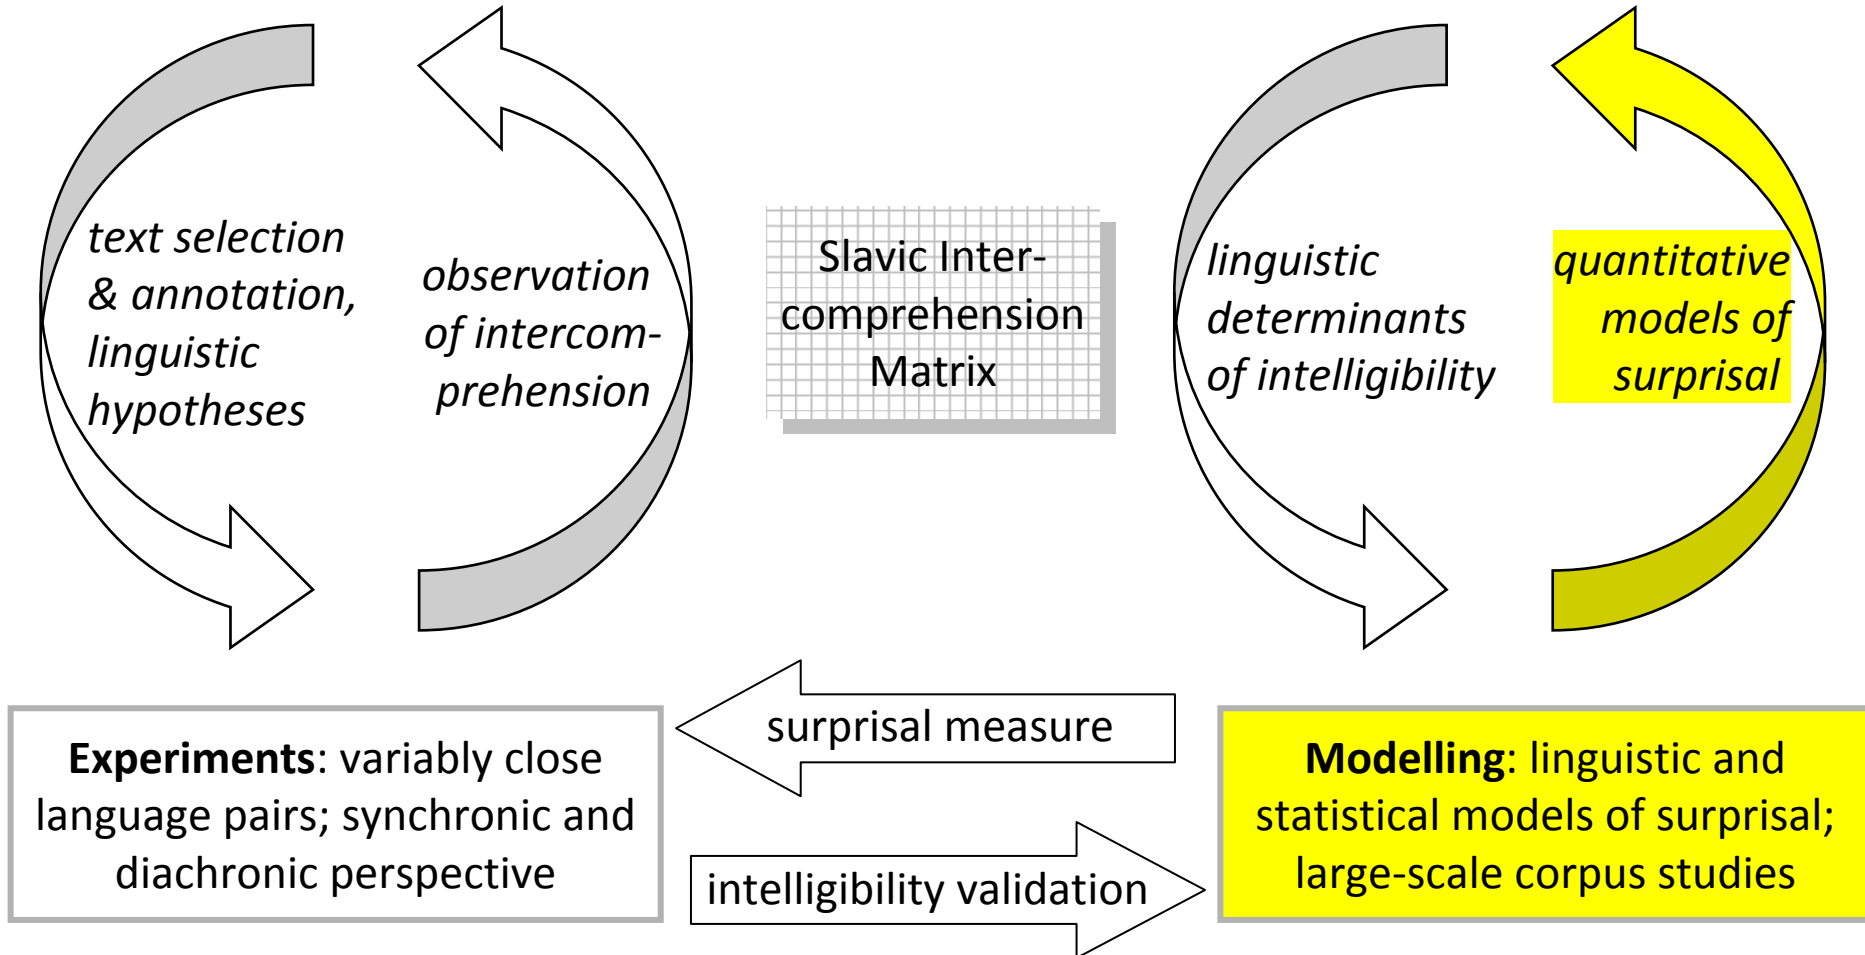 text selection
& annotation,
linguistic
hypotheses
observation
of intercom-
prehension
Slavic Inter-
comprehension
Matrix
linguistic
determinants
of intelligibility
quantitative
models of
surprisal
surprisal measure
Experiments: variably close
language pairs; synchronic and
diachronic perspective
intelligibility validation
Modelling: linguistic and
statistical models of surprisal;
large-scale corpus studies